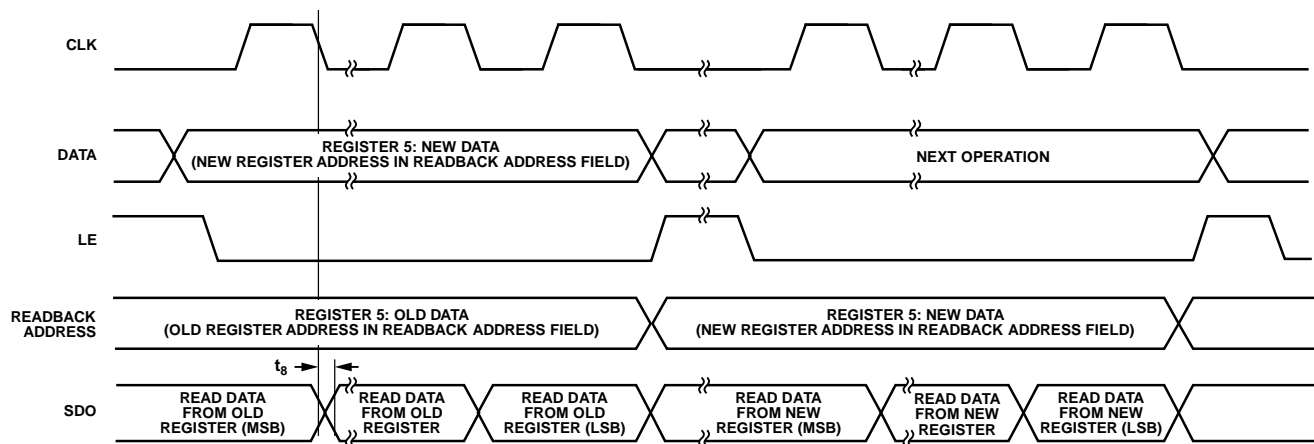 CLK
DATA
REGISTER 5: NEW DATA
(NEW REGISTER ADDRESS IN READBACK ADDRESS FIELD)
NEXT OPERATION
LE
READBACK
ADDRESS
REGISTER 5: OLD DATA
(OLD REGISTER ADDRESS IN READBACK ADDRESS FIELD)
REGISTER 5: NEW DATA
(NEW REGISTER ADDRESS IN READBACK ADDRESS FIELD)
t8
SDO
READ DATA
FROM OLD
REGISTER (MSB)
READ DATA
FROM OLD
REGISTER
READ DATA
FROM OLD
REGISTER (LSB)
READ DATA
FROM NEW
REGISTER (MSB)
READ DATA
FROM NEW
REGISTER
READ DATA
FROM NEW
REGISTER (LSB)